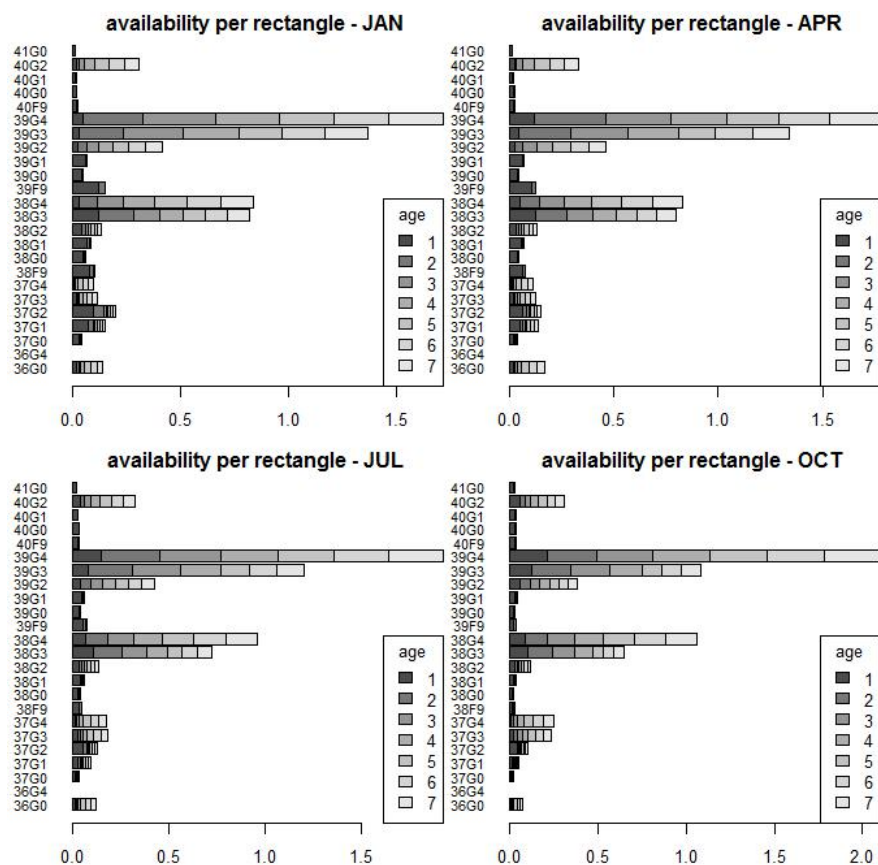 availability per rectangle - JAN
41G0
40G2
40G1
40G0
40F9
39G4
39G3
39G2
39G1
39G0
39F9
38G4
38G3
38G2
38G1
38G0
38F9
37G4
37G3
37G2
37G1
37G0
36G4
36G0
age
1
2
3
4
5
6
7
0.0 0.5 1.0 1.5
availability per rectangle - APR
41G0
40G2
40G1
40G0
40F9
39G4
39G3
39G2
39G1
39G0
39F9
38G4
38G3
38G2
38G1
38G0
38F9
37G4
37G3
37G2
37G1
37G0
36G4
36G0
age
1
2
3
4
5
6
7
0.0 0.5 1.0 1.5
availability per rectangle - JUL
41G0
40G2
40G1
40G0
40F9
39G4
39G3
39G2
39G1
39G0
39F9
38G4
38G3
38G2
38G1
38G0
38F9
37G4
37G3
37G2
37G1
37G0
36G4
36G0
age
1
2
3
4
5
6
7
0.0 0.5 1.0 1.5
availability per rectangle - OCT
41G0
40G2
40G1
40G0
40F9
39G4
39G3
39G2
39G1
39G0
39F9
38G4
38G3
38G2
38G1
38G0
38F9
37G4
37G3
37G2
37G1
37G0
36G4
36G0
age
1
2
3
4
5
6
7
0.0 0.5 1.0 1.5 2.0